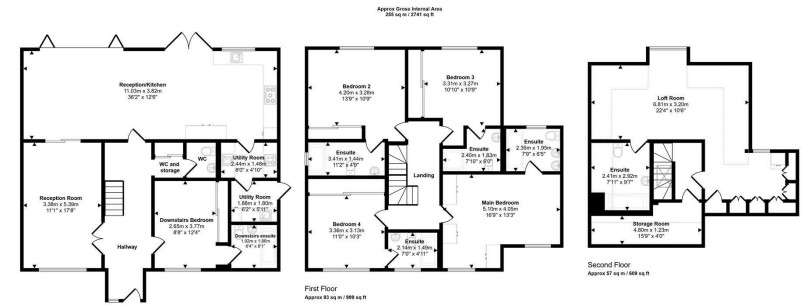 Approx Gross Internal Area
255 sq m / 2741 sq ft
Reception/Kitchen
11.03m x 3.82m
36'2" x 12'6"
WC and
storage
WC
Utility Room
2.44m x 1.48m
8'0" x 4'10"
Reception Room
3.38m x 5.39m
11'1" x 17'8"
Utility Room
1.88m x 1.80m
6'2" x 5'11"
Downstairs Bedroom
2.65m x 3.77m
8'8" x 12'4"
Downstairs ensuite
1.92m x 1.86m
6'4" x 6'1"
Hallway
Bedroom 2
4.20m x 3.28m
13'9" x 10'9"
Bedroom 3
3.31m x 3.27m
10'10" x 10'9"
Ensuite
3.41m x 1.44m
11'2" x 4'9"
Ensuite
2.40m x 1.83m
7'10" x 6'0"
Ensuite
2.35m x 1.95m
7'9" x 6'5"
Landing
Main Bedroom
5.10m x 4.05m
16'9" x 13'3"
Bedroom 4
3.36m x 3.13m
11'0" x 10'3"
Ensuite
2.14m x 1.49m
7'0" x 4'11"
First Floor
Approx 93 sq m / 999 sq ft
Loft Room
6.81m x 3.20m
22'4" x 10'6"
Ensuite
2.41m x 2.92m
7'11" x 9'7"
Storage Room
4.80m x 1.23m
15'9" x 4'0"
Second Floor
Approx 57 sq m / 609 sq ft